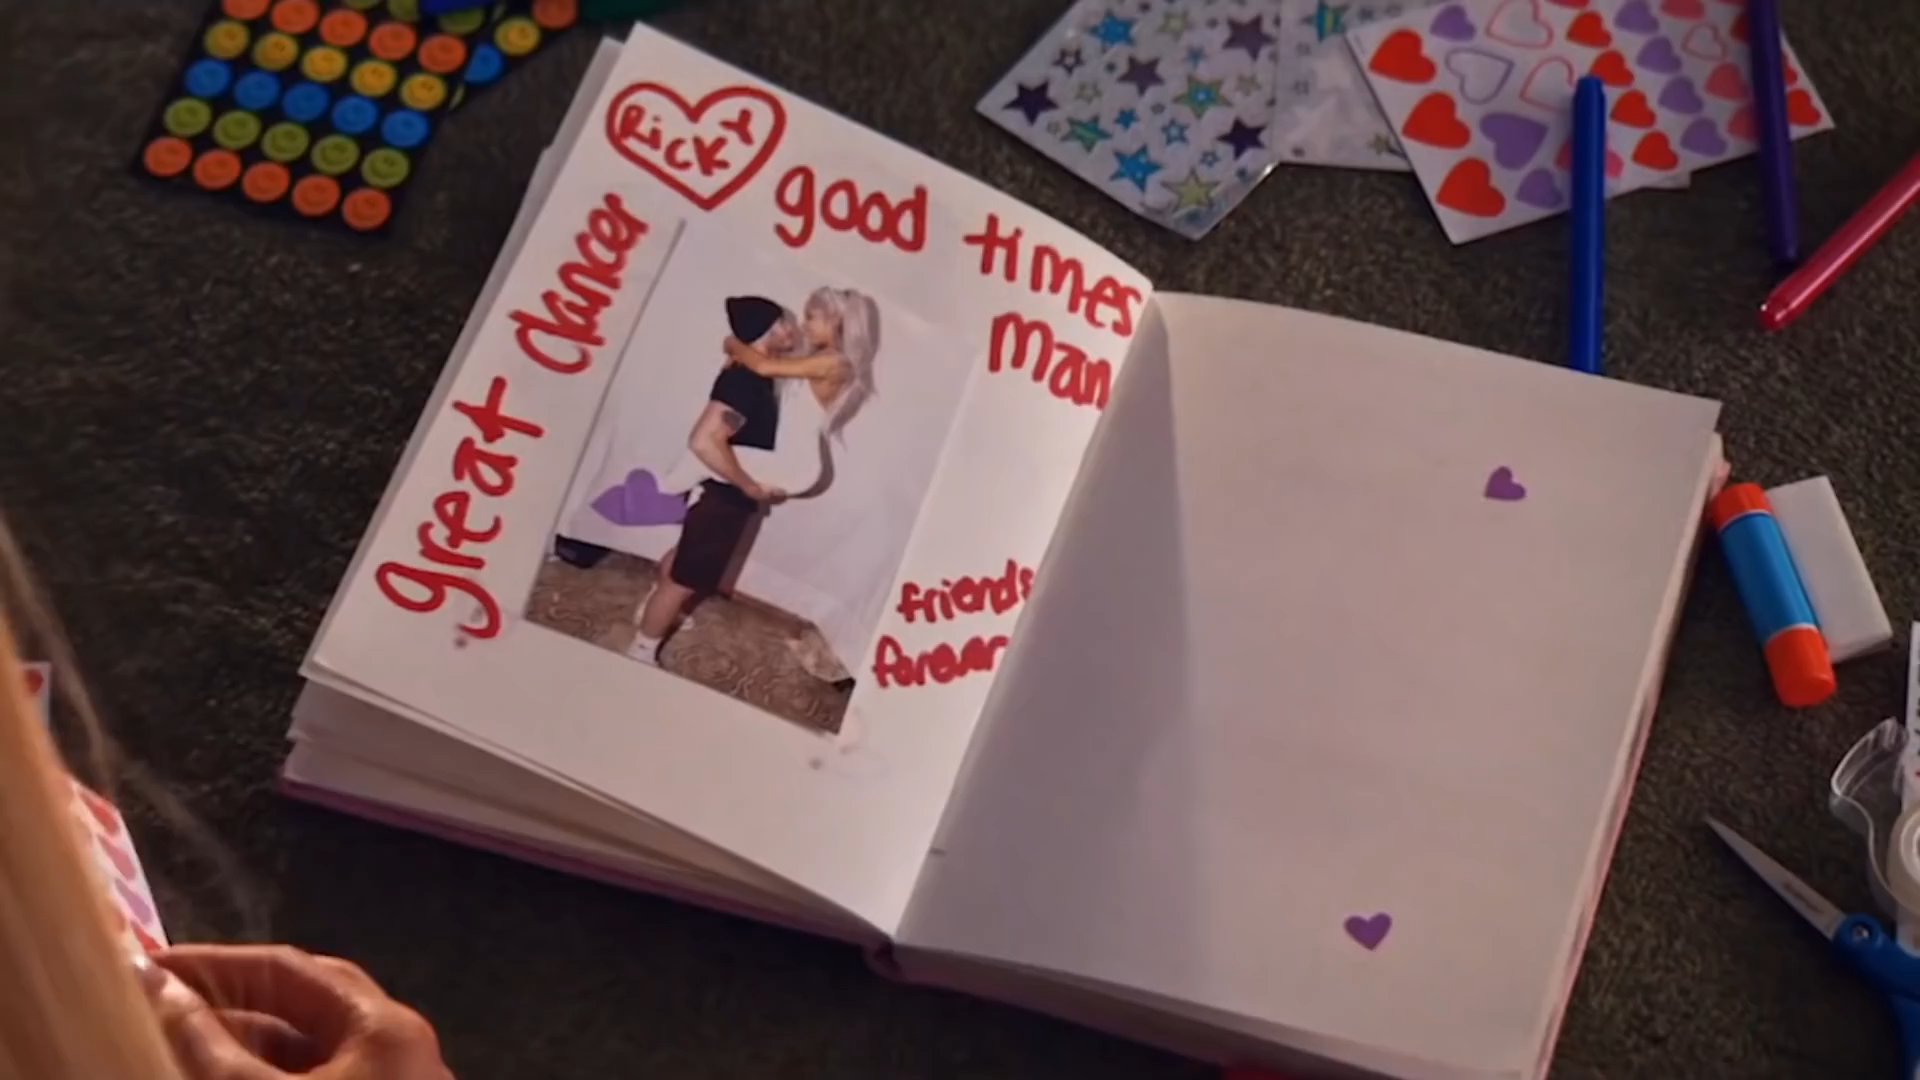 Ricky
good times
man
Great dancer
friends
forever